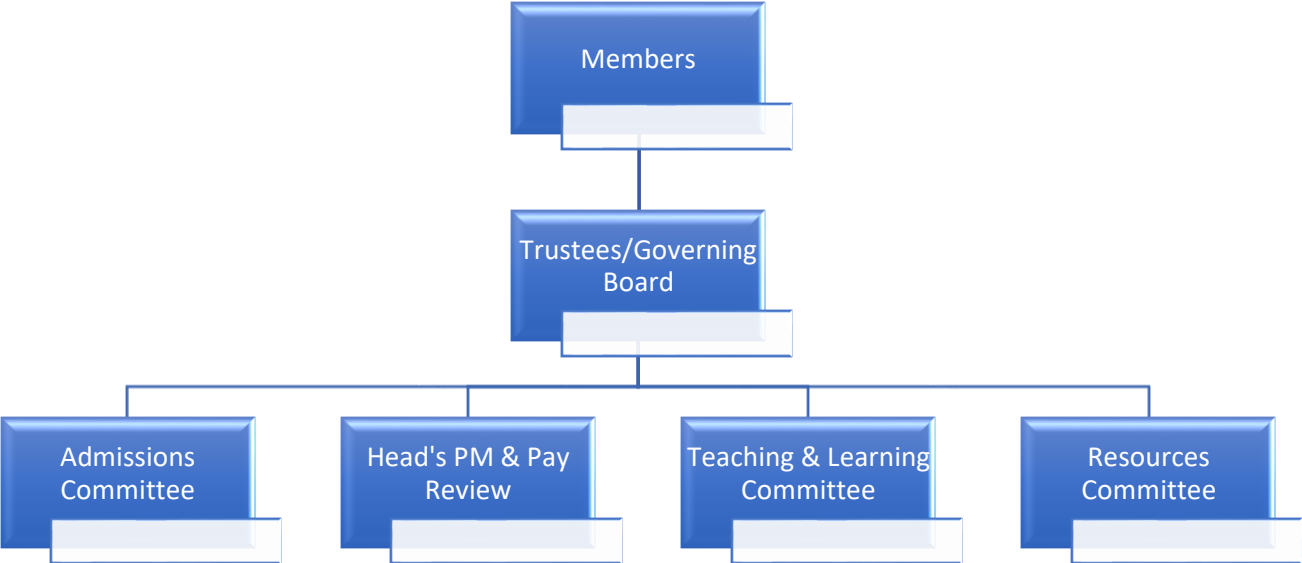 Members
Trustees/Governing
Board
Admissions
Committee
Head's PM & Pay
Review
Teaching & Learning
Committee
Resources
Committee